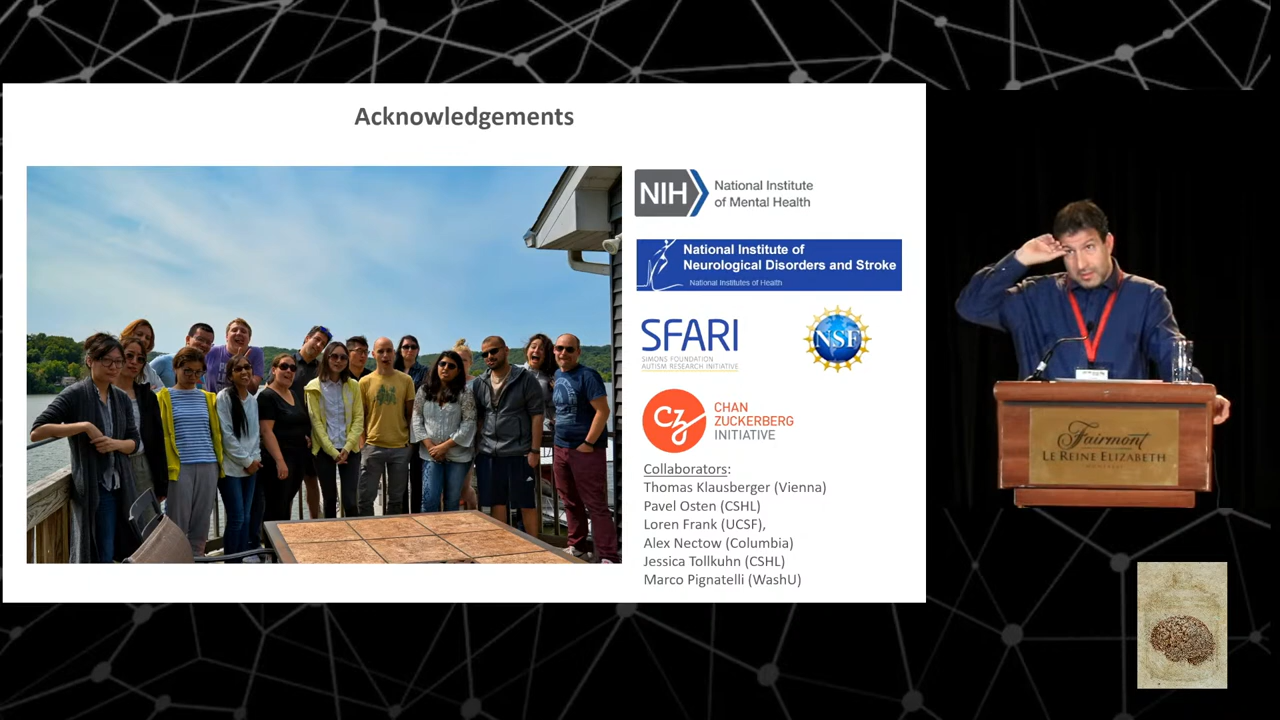 Acknowledgements
NIH
National Institute
of Mental Health
National Institute of
Neurological Disorders and Stroke
National Institutes of Health
SFARI
SIMONS FOUNDATION
AUTISM RESEARCH INITIATIVE
NSF
CZ
CHAN
ZUCKERBERG
INITIATIVE
Collaborators:
Thomas Klausberger (Vienna)
Pavel Osten (CSHL)
Loren Frank (UCSF),
Alex Nectow (Columbia)
Jessica Tollkuhn (CSHL)
Marco Pignatelli (WashU)
Fairmont
LE REINE ELIZABETH